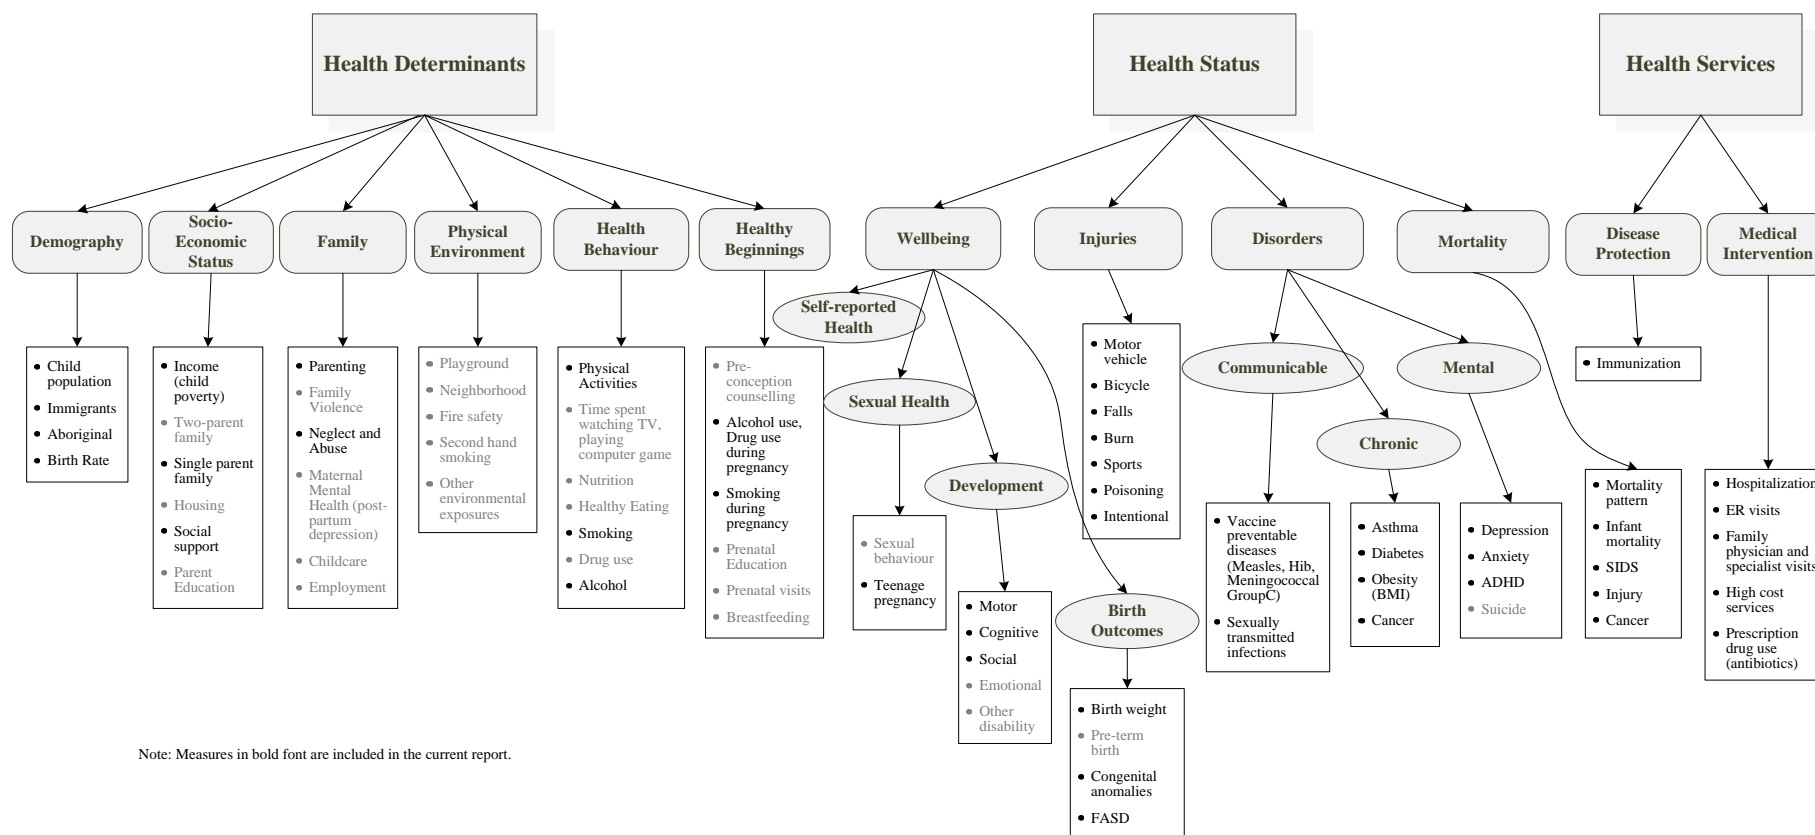 Health Determinants
Health Status
Health Services
Demography
Socio-
Economic
Status
Family
Physical
Environment
Health
Behaviour
Healthy
Beginnings
Wellbeing
Injuries
Disorders
Mortality
Disease
Protection
Medical
Intervention
• Child
population
• Immigrants
• Aboriginal
• Birth Rate
• Income
(child
poverty)
• Two-parent
family
• Single parent
family
• Housing
• Social
support
• Parent
Education
• Parenting
• Family
Violence
• Neglect and
Abuse
• Maternal
Mental
Health (post-
partum
depression)
• Childcare
• Employment
• Playground
• Neighborhood
• Fire safety
• Second hand
smoking
• Other
environmental
exposures
• Physical
Activities
• Time spent
watching TV,
playing
computer game
• Nutrition
• Healthy Eating
• Smoking
• Drug use
• Alcohol
• Pre-
conception
counselling
• Alcohol use,
Drug use
during
pregnancy
• Smoking
during
pregnancy
• Prenatal
Education
• Prenatal visits
• Breastfeeding
Self-reported
Health
Sexual Health
• Sexual
behaviour
• Teenage
pregnancy
Development
• Motor
• Cognitive
• Social
• Emotional
• Other
disability
Birth
Outcomes
• Birth weight
• Pre-term
birth
• Congenital
anomalies
• FASD
• Motor
vehicle
• Bicycle
• Falls
• Burn
• Sports
• Poisoning
• Intentional
Communicable
• Vaccine
preventable
diseases
(Measles, Hib,
Meningococcal
GroupC)
• Sexually
transmitted
infections
Chronic
• Asthma
• Diabetes
• Obesity
(BMI)
• Cancer
Mental
• Depression
• Anxiety
• ADHD
• Suicide
• Mortality
pattern
• Infant
mortality
• SIDS
• Injury
• Cancer
• Immunization
• Hospitalization
• ER visits
• Family
physician and
specialist visits
• High cost
services
• Prescription
drug use
(antibiotics)
Note: Measures in bold font are included in the current report.